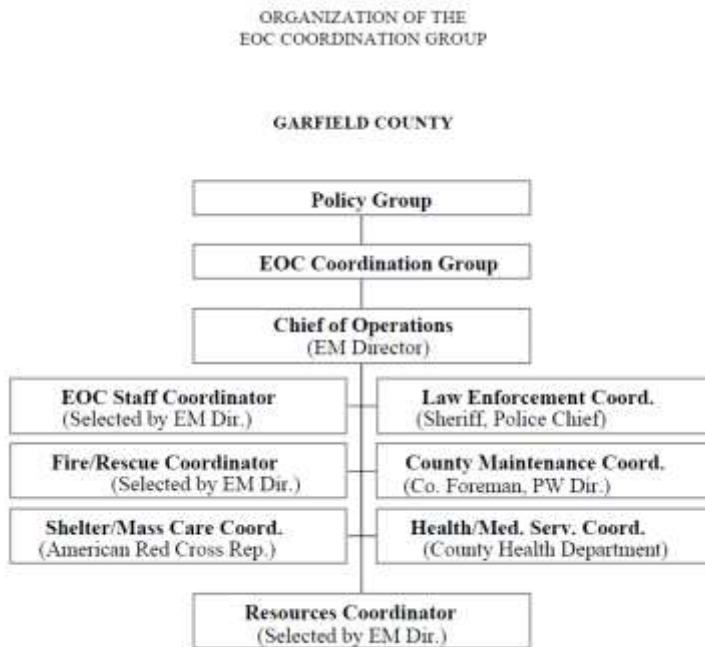 ORGANIZATION OF THE
EOC COORDINATION GROUP
GARFIELD COUNTY
Policy Group
EOC Coordination Group
Chief of Operations
(EM Director)
EOC Staff Coordinator
(Selected by EM Dir.)
Law Enforcement Coord.
(Sheriff, Police Chief)
Fire/Rescue Coordinator
(Selected by EM Dir.)
County Maintenance Coord.
(Co. Foreman, PW Dir.)
Shelter/Mass Care Coord.
(American Red Cross Rep.)
Health/Med. Serv. Coord.
(County Health Department)
Resources Coordinator
(Selected by EM Dir.)